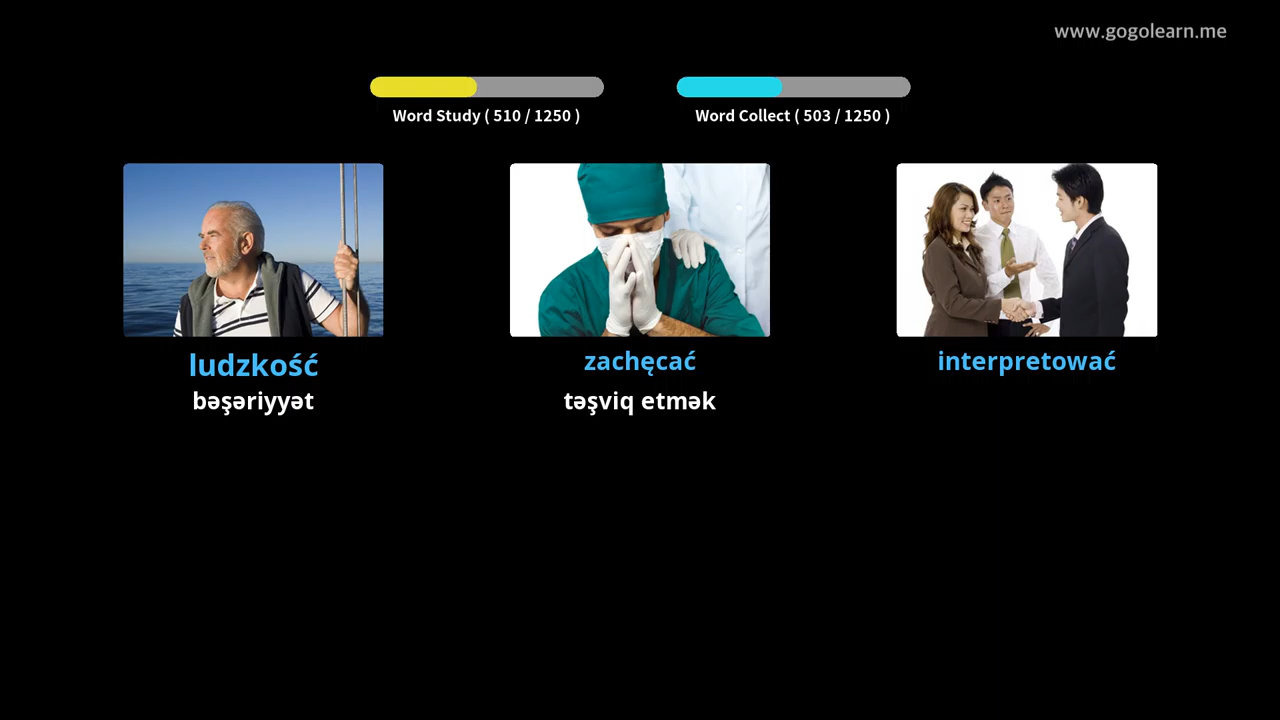 www.gogolearn.me
Word Study ( 510 / 1250 )
Word Collect ( 503 / 1250 )
ludzkość
bəşəriyyət
zachęcać
təşviq etmək
interpretować